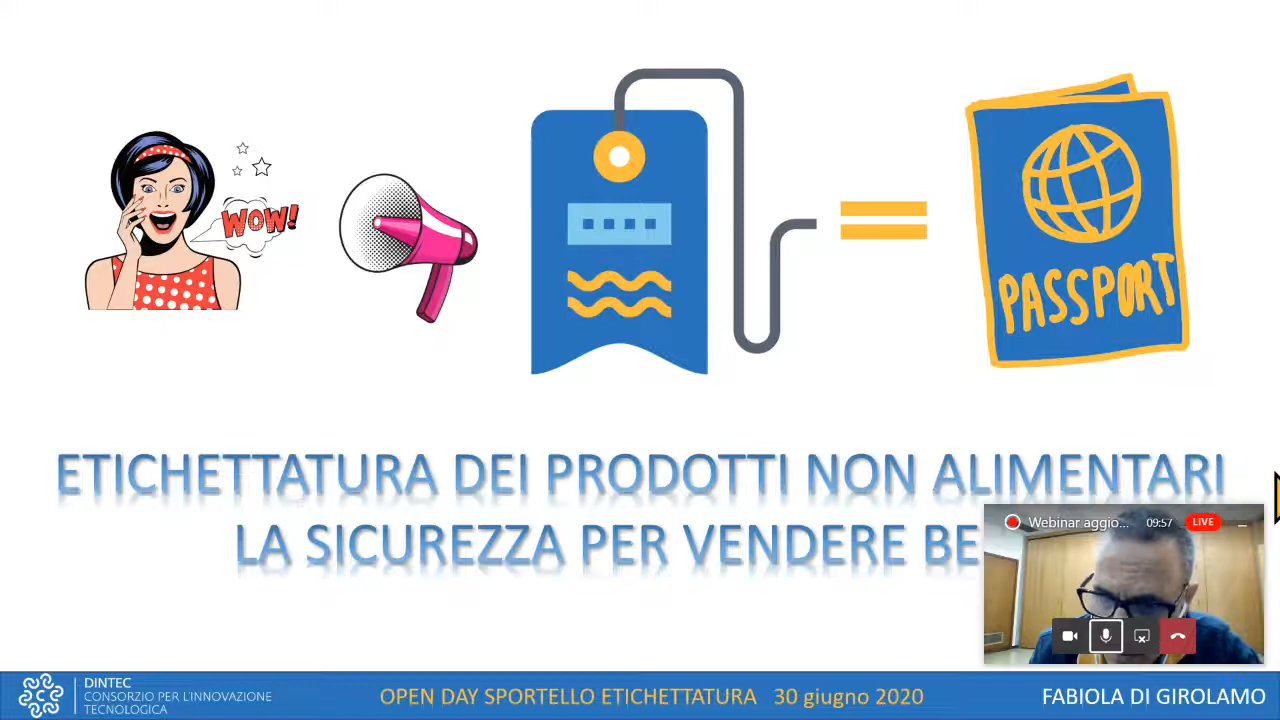 WOW!
PASSPORT
ETICHETTATURA DEI PRODOTTI NON ALIMENTARI
LA SICUREZZA PER VENDERE BE
Webinar aggio... 09:57 LIVE
DINTEC
CONSORZIO PER L'INNOVAZIONE
TECNOLOGICA
OPEN DAY SPORTELLO ETICHETTATURA 30 giugno 2020
FABIOLA DI GIROLAMO